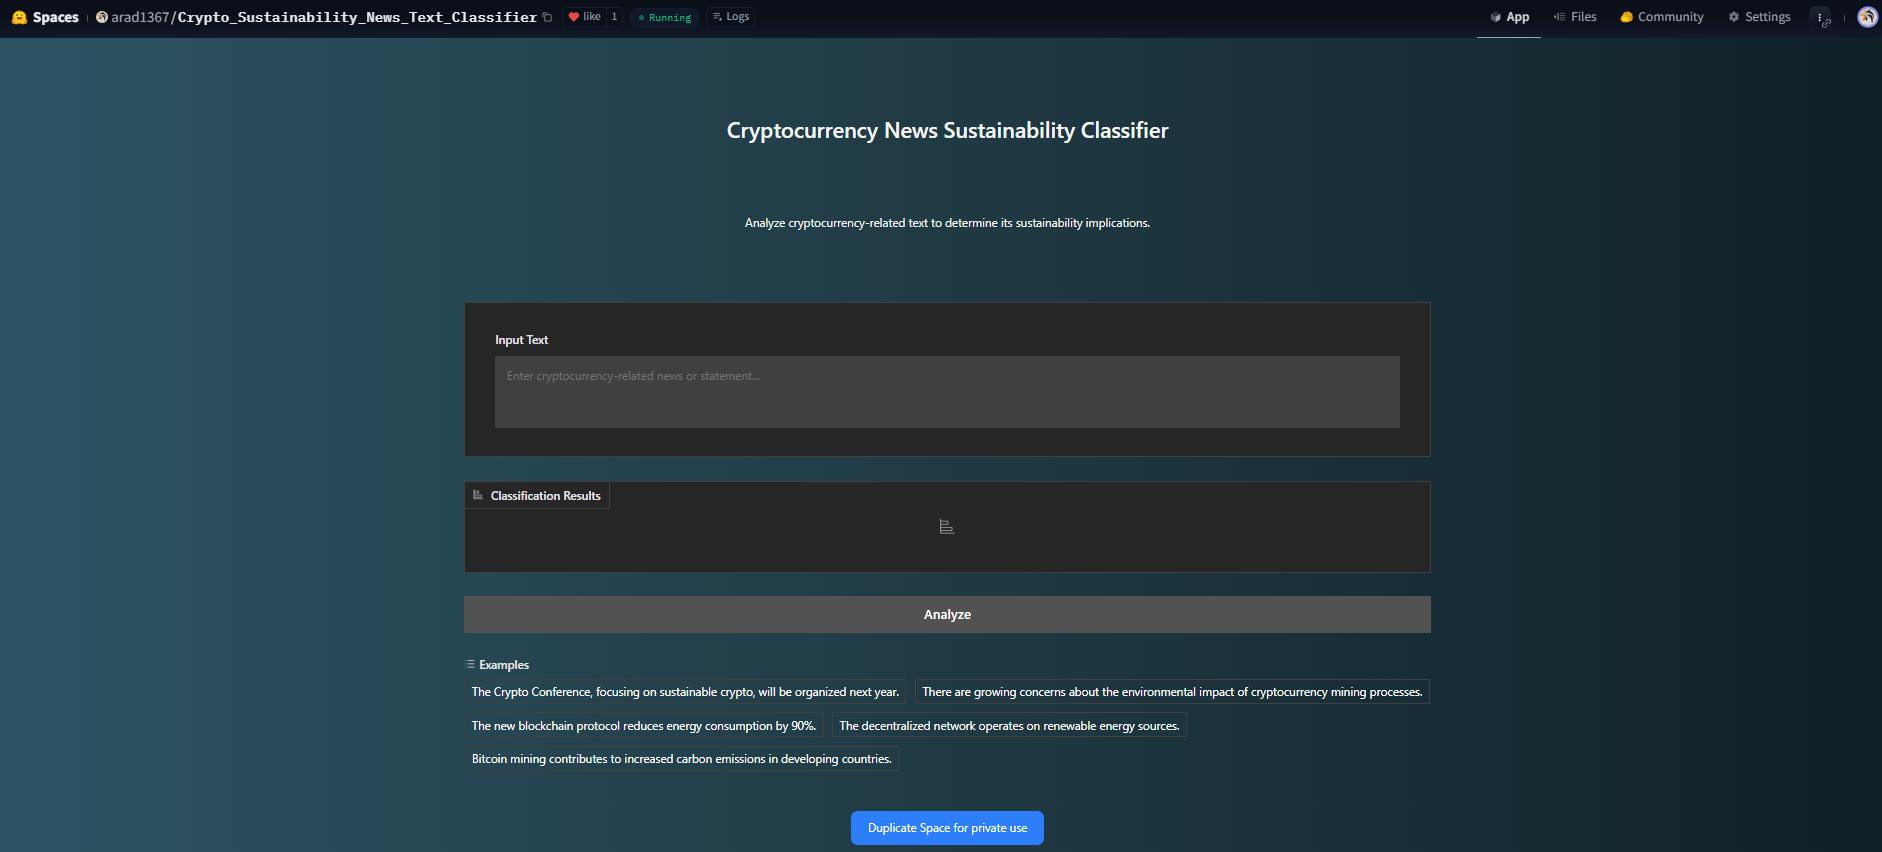 Spaces arad1367/Crypto_Sustainability_News_Text_Classifier like 1 Running Logs App Files Community Settings
Cryptocurrency News Sustainability Classifier
Analyze cryptocurrency-related text to determine its sustainability implications.
Input Text
Enter cryptocurrency-related news or statement...
Classification Results
Analyze
Examples
The Crypto Conference, focusing on sustainable crypto, will be organized next year. There are growing concerns about the environmental impact of cryptocurrency mining processes.
The new blockchain protocol reduces energy consumption by 90%. The decentralized network operates on renewable energy sources.
Bitcoin mining contributes to increased carbon emissions in developing countries.
Duplicate Space for private use